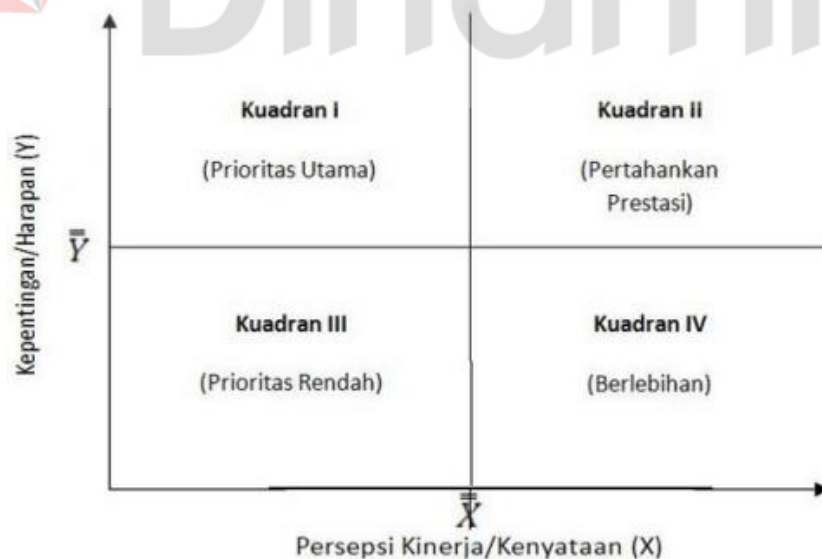 Kuadran I
(Prioritas Utama)
Kuadran II
(Pertahankan
Prestasi)
Kepentingan/Harapan (Y)
Y
Kuadran III
(Prioritas Rendah)
Kuadran IV
(Berlebihan)
X
Persepsi Kinerja/Kenyataan (X)